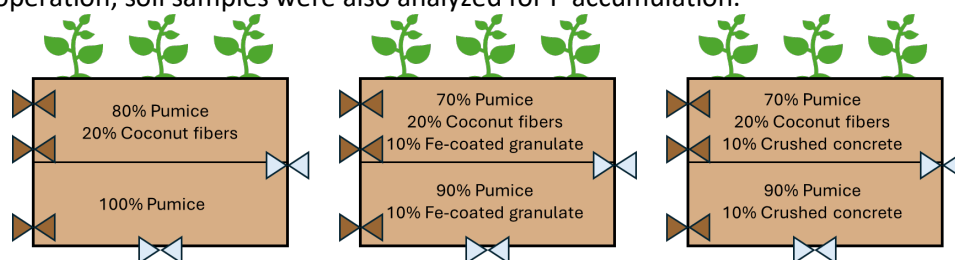 operation, soil samples were also analyzed for P accumulation.
80% Pumice
20% Coconut fibers
100% Pumice
70% Pumice
20% Coconut fibers
10% Fe-coated granulate
90% Pumice
10% Fe-coated granulate
70% Pumice
20% Coconut fibers
10% Crushed concrete
90% Pumice
10% Crushed concrete